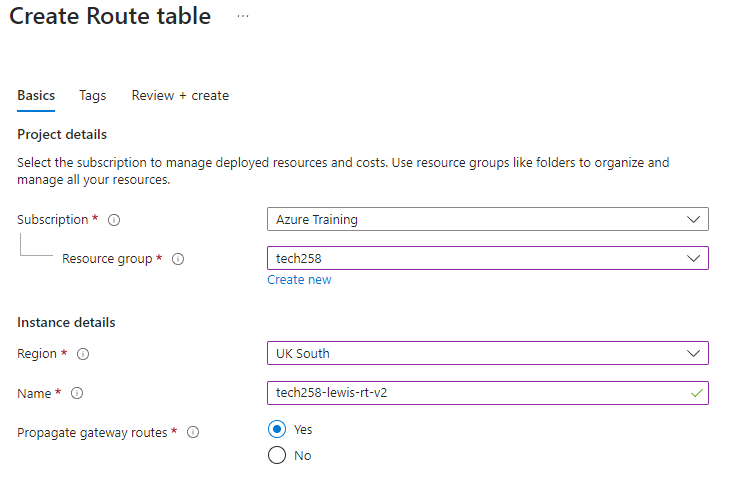 Create Route table ...
Basics Tags Review + create
Project details
Select the subscription to manage deployed resources and costs. Use resource groups like folders to organize and
manage all your resources.
Subscription * Azure Training
Resource group * tech258
Create new
Instance details
Region * UK South
Name * tech258-lewis-rt-v2
Propagate gateway routes * Yes
No